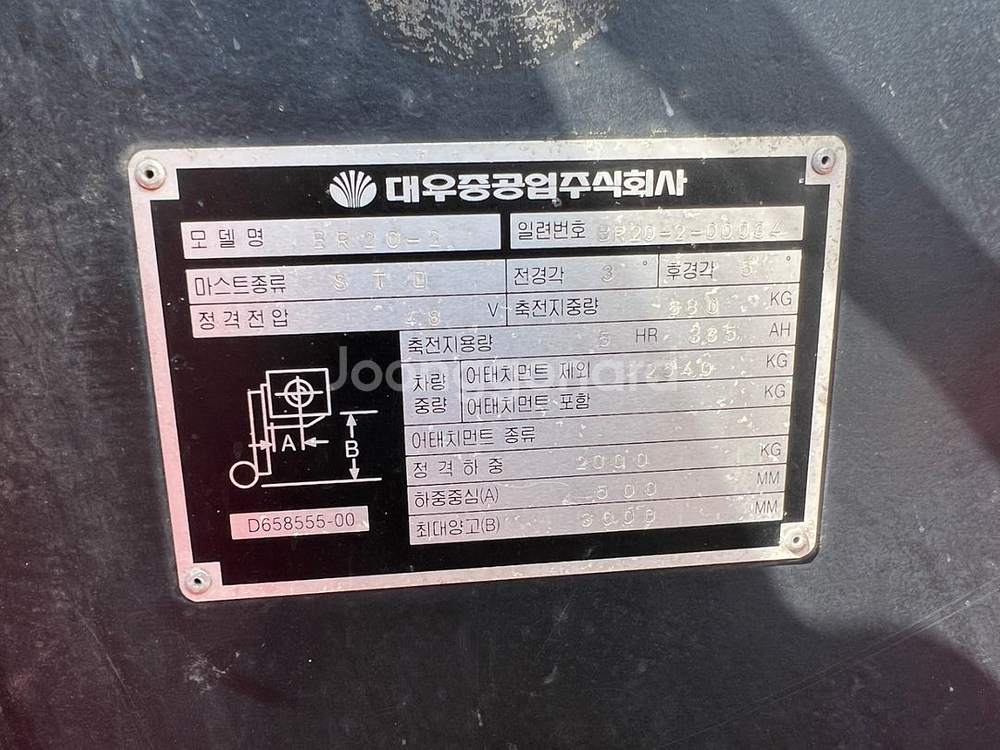 대우중공업주식회사
모델명 BR20-2
일련번호 BR20-2-00034
마스트종류 STD
전경각 3°
후경각 5°
정격전압 48 V
축전지중량 KG
축전지용량 5 HR AH
차량중량 어태치먼트 제외 2540 KG
어태치먼트 포함 KG
어태치먼트 종류
정격하중 2000 KG
하중중심(A) 500 MM
최대양고(B) 3000 MM
A
B
D658555-00